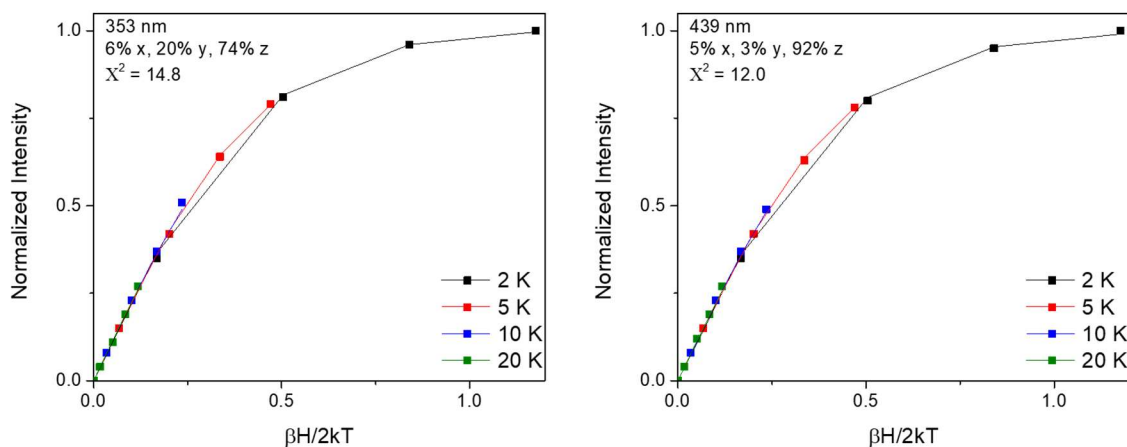 353 nm
6% x, 20% y, 74% z
X² = 14.8
Normalized Intensity
1.0
0.5
0.0
0.0
0.5
1.0
βH/2kT
2 K
5 K
10 K
20 K
439 nm
5% x, 3% y, 92% z
X² = 12.0
Normalized Intensity
1.0
0.5
0.0
0.0
0.5
1.0
βH/2kT
2 K
5 K
10 K
20 K